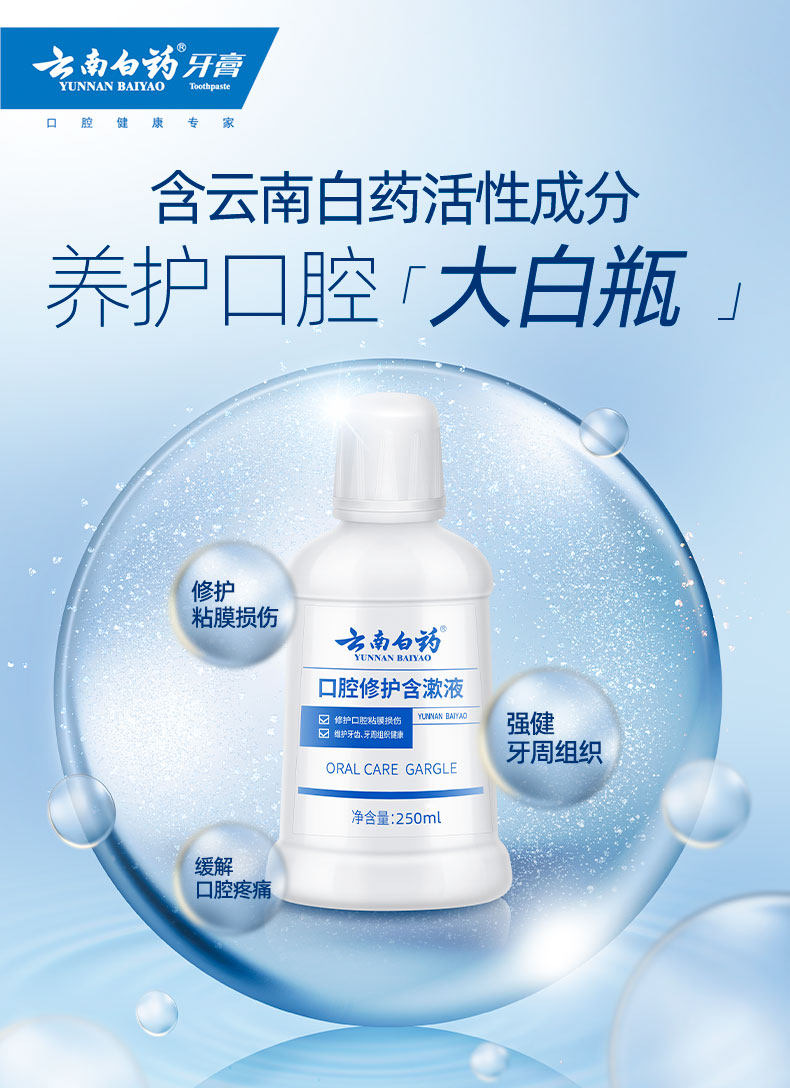 云南白药®牙膏
YUNNAN BAIYAO Toothpaste
口腔健康专家
含云南白药活性成分
养护口腔「大白瓶」
修护
粘膜损伤
云南白药®
YUNNAN BAIYAO
口腔修护含漱液
修护口腔粘膜损伤
维护牙齿、牙周组织健康
YUNNAN BAIYAO
ORAL CARE GARGLE
净含量:250ml
强健
牙周组织
缓解
口腔疼痛